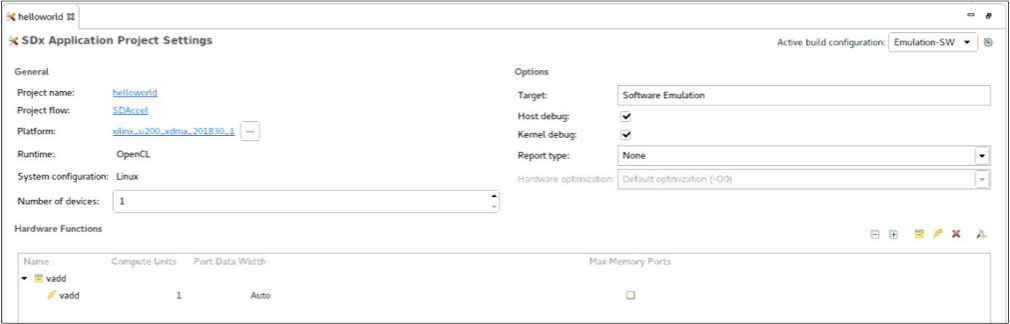 helloworld
SDx Application Project Settings
Active build configuration: Emulation-SW
General
Options
Project name: helloworld
Target: Software Emulation
Project flow: SDAccel
Host debug:
Platform: xilinx_u200_xdma_201830_1 ...
Kernel debug:
Runtime: OpenCL
Report type: None
System configuration: Linux
Hardware optimization: Default optimization (-O0)
Number of devices: 1
Hardware Functions
Name Compute Units Port Data Width Max Memory Ports
vadd
vadd 1 Auto